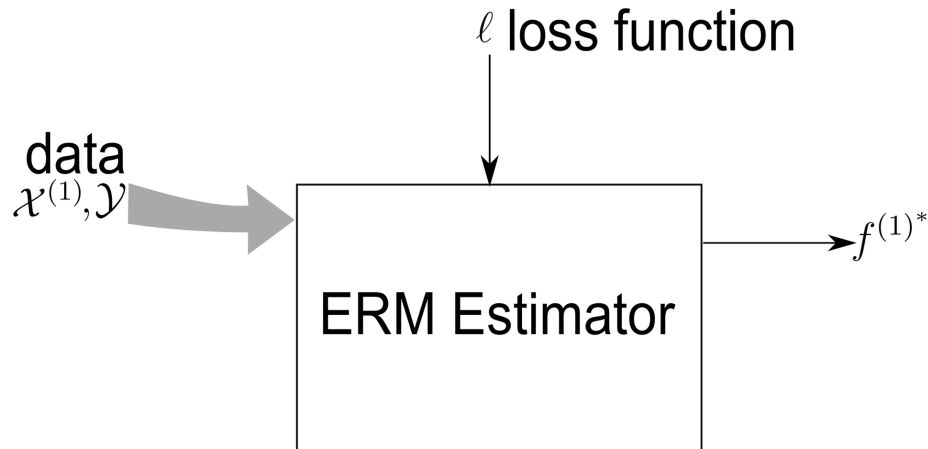 ℓ loss function
data
𝒳⁽¹⁾, 𝒴
f⁽¹⁾*
ERM Estimator